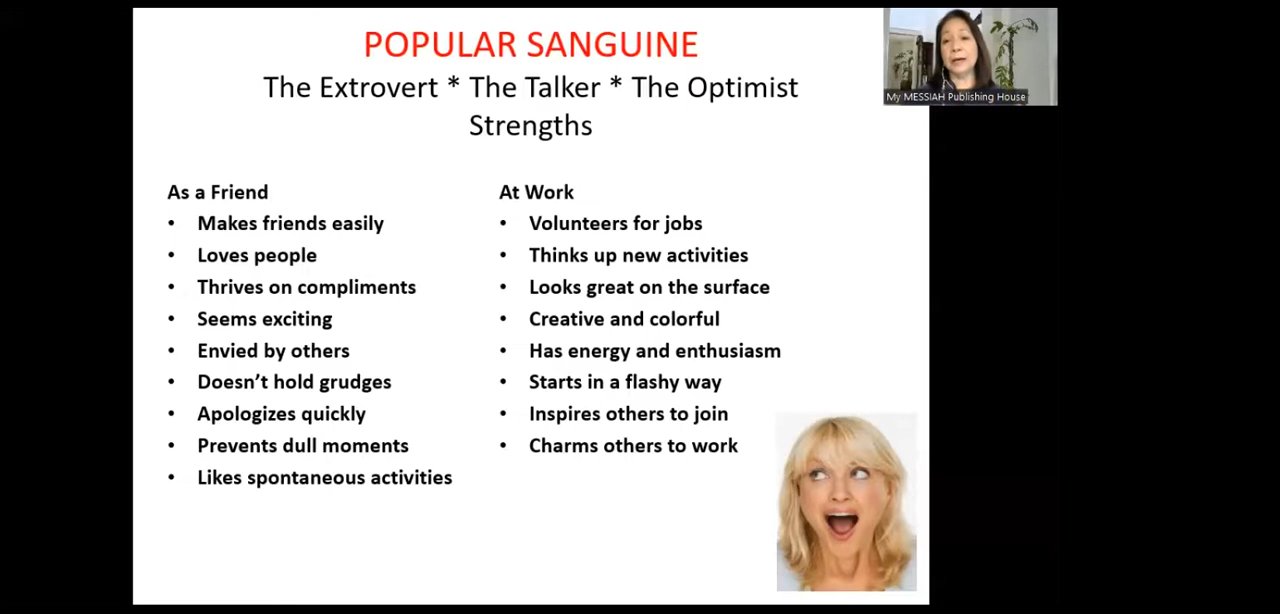 POPULAR SANGUINE
The Extrovert * The Talker * The Optimist
Strengths
As a Friend
• Makes friends easily
• Loves people
• Thrives on compliments
• Seems exciting
• Envied by others
• Doesn’t hold grudges
• Apologizes quickly
• Prevents dull moments
• Likes spontaneous activities
At Work
• Volunteers for jobs
• Thinks up new activities
• Looks great on the surface
• Creative and colorful
• Has energy and enthusiasm
• Starts in a flashy way
• Inspires others to join
• Charms others to work
My MESSIAH Publishing House